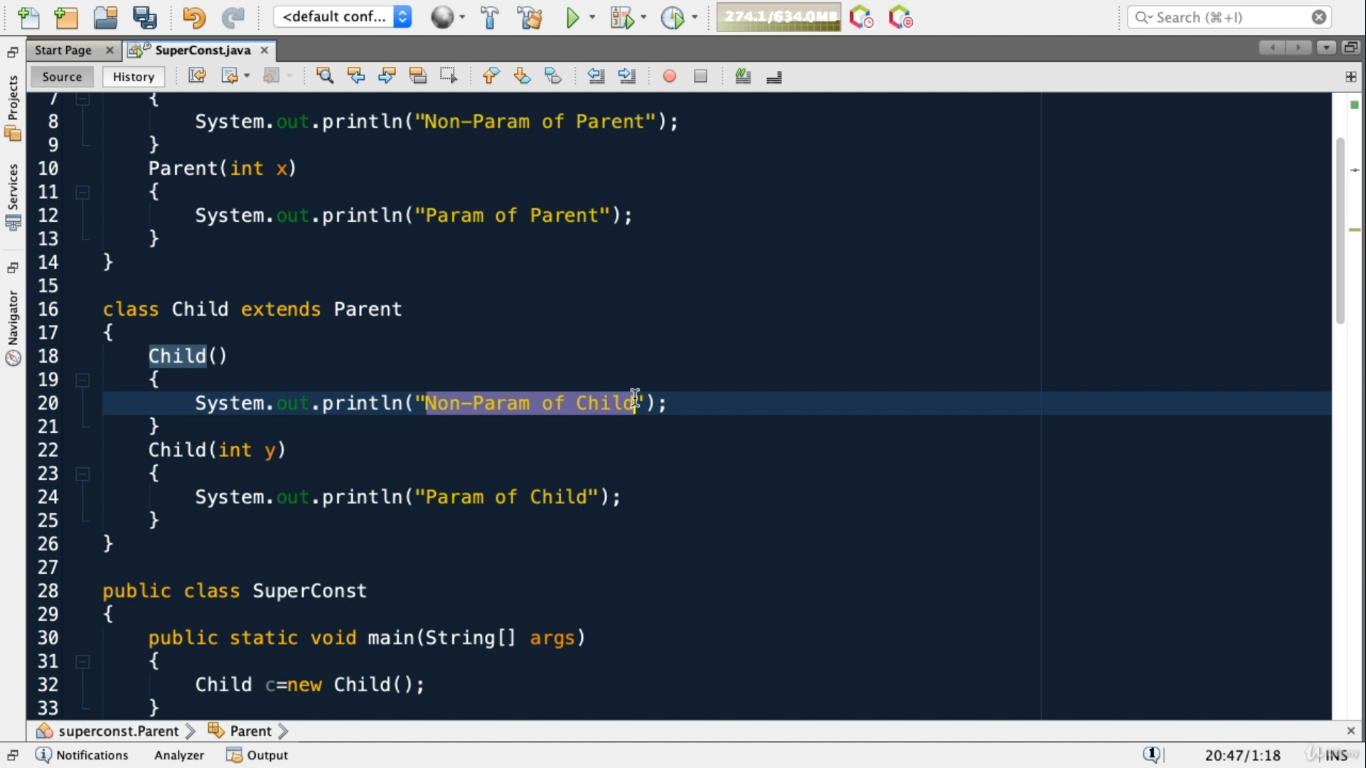 <default conf...
274.1/634.0MB
Search (⌘+I)
Start Page
SuperConst.java
Source
History
Projects
Services
Navigator
7 {
8 System.out.println("Non-Param of Parent");
9 }
10 Parent(int x)
11 {
12 System.out.println("Param of Parent");
13 }
14 }
15
16 class Child extends Parent
17 {
18 Child()
19 {
20 System.out.println("Non-Param of Child");
21 }
22 Child(int y)
23 {
24 System.out.println("Param of Child");
25 }
26 }
27
28 public class SuperConst
29 {
30 public static void main(String[] args)
31 {
32 Child c=new Child();
33 }
superconst.Parent
Parent
Notifications
Analyzer
Output
1
20:47/1:18
INS